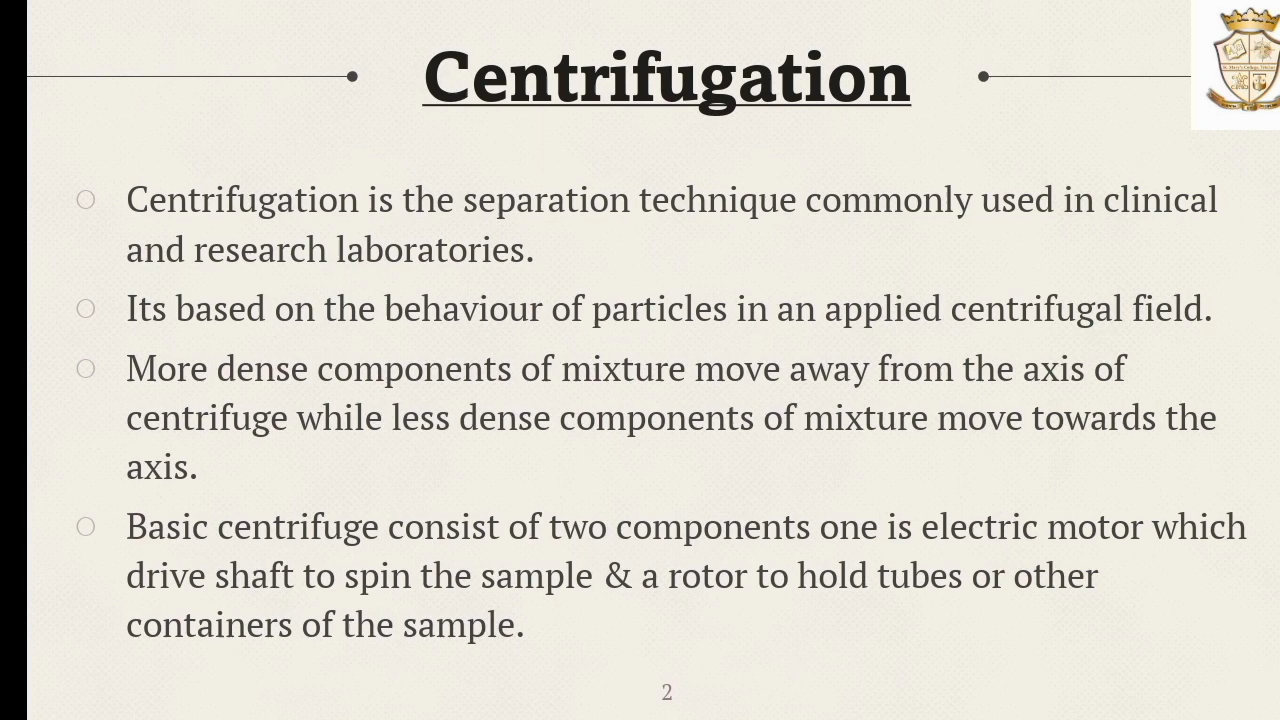 Centrifugation
Centrifugation is the separation technique commonly used in clinical
and research laboratories.
Its based on the behaviour of particles in an applied centrifugal field.
More dense components of mixture move away from the axis of
centrifuge while less dense components of mixture move towards the
axis.
Basic centrifuge consist of two components one is electric motor which
drive shaft to spin the sample & a rotor to hold tubes or other
containers of the sample.
2